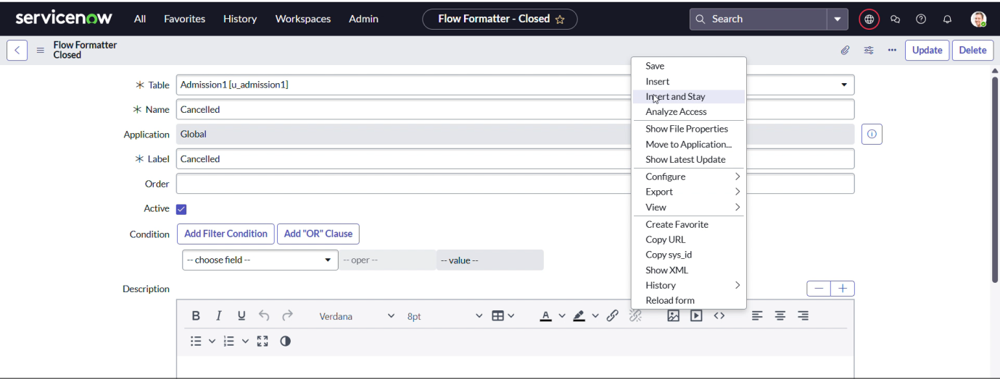 servicenow All Favorites History Workspaces Admin Flow Formatter - Closed Search
Flow Formatter
Closed
Update Delete
Table Admission1 [u_admission1]
Name Cancelled
Application Global
Label Cancelled
Order
Active
Condition Add Filter Condition Add "OR" Clause
-- choose field -- -- oper -- -- value --
Description
B I U Verdana 8pt A
Save
Insert
Insert and Stay
Analyze Access
Show File Properties
Move to Application...
Show Latest Update
Configure
Export
View
Create Favorite
Copy URL
Copy sys_id
Show XML
History
Reload form